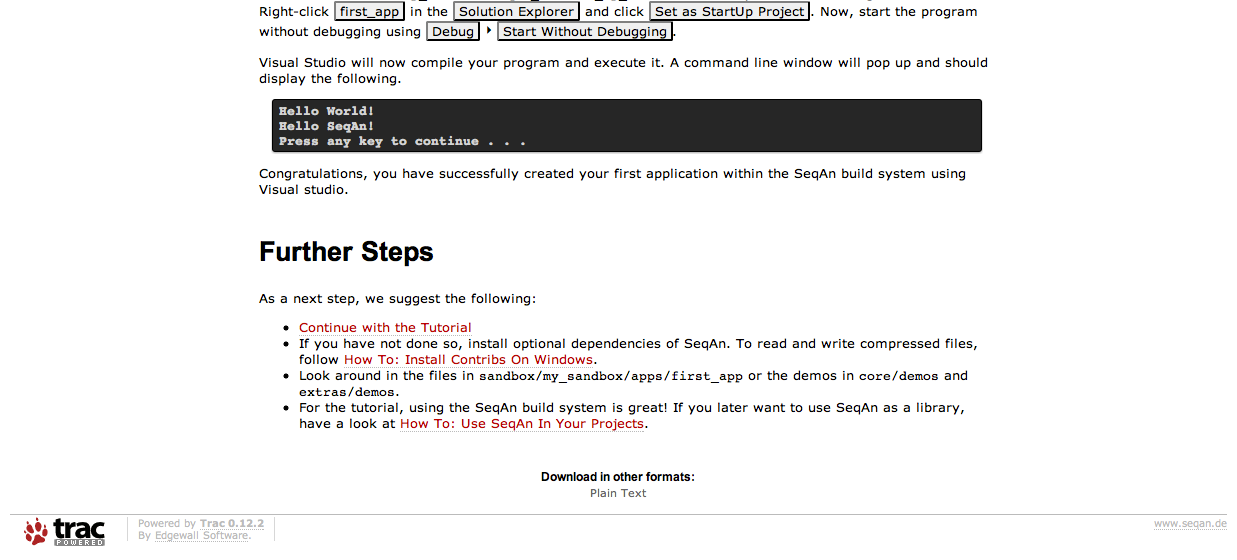 Right-click first_app in the Solution Explorer and click Set as StartUp Project. Now, start the program
without debugging using Debug ‣ Start Without Debugging.
Visual Studio will now compile your program and execute it. A command line window will pop up and should
display the following.
Hello World!
Hello SeqAn!
Press any key to continue . . .
Congratulations, you have successfully created your first application within the SeqAn build system using
Visual studio.
Further Steps
As a next step, we suggest the following:
• Continue with the Tutorial
• If you have not done so, install optional dependencies of SeqAn. To read and write compressed files,
follow How To: Install Contribs On Windows.
• Look around in the files in sandbox/my_sandbox/apps/first_app or the demos in core/demos and
extras/demos.
• For the tutorial, using the SeqAn build system is great! If you later want to use SeqAn as a library,
have a look at How To: Use SeqAn In Your Projects.
Download in other formats:
Plain Text
trac
POWERED
Powered by Trac 0.12.2
By Edgewall Software.
www.seqan.de